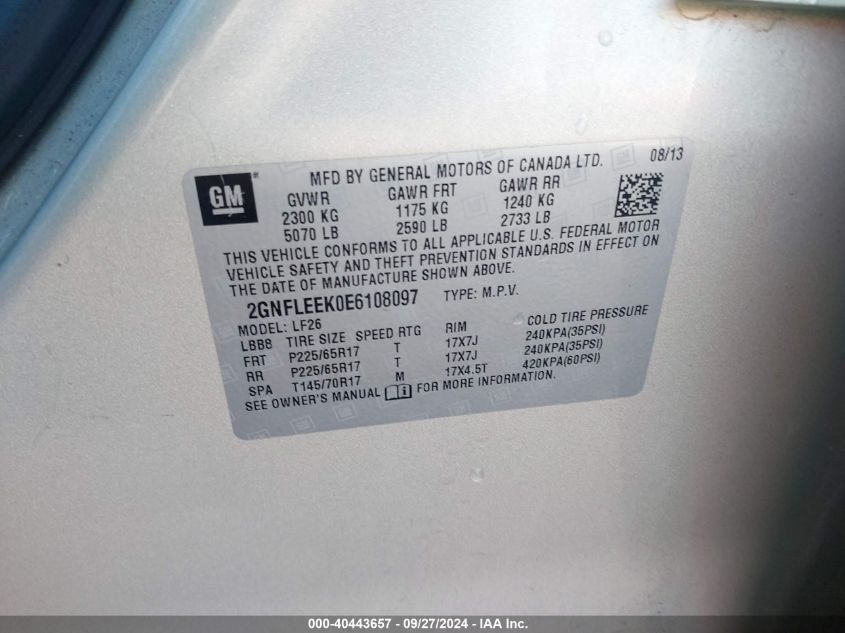 GM
MFD BY GENERAL MOTORS OF CANADA LTD. 08/13
GVWR GAWR FRT GAWR RR
2300 KG 1175 KG 1240 KG
5070 LB 2590 LB 2733 LB
THIS VEHICLE CONFORMS TO ALL APPLICABLE U.S. FEDERAL MOTOR
VEHICLE SAFETY AND THEFT PREVENTION STANDARDS IN EFFECT ON
THE DATE OF MANUFACTURE SHOWN ABOVE.
2GNFLEEK0E6108097 TYPE: M.P.V.
MODEL: LF26
LBB8 TIRE SIZE SPEED RTG RIM COLD TIRE PRESSURE
FRT P225/65R17 T 17X7J 240KPA(35PSI)
RR P225/65R17 T 17X7J 240KPA(35PSI)
SPA T145/70R17 M 17X4.5T 420KPA(60PSI)
SEE OWNER'S MANUAL FOR MORE INFORMATION.
000-40443657 - 09/27/2024 - IAA Inc.